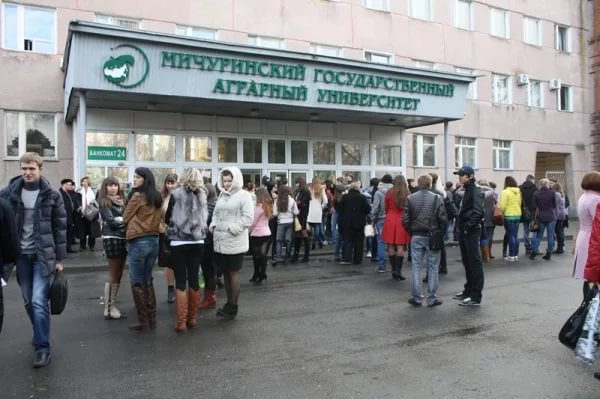 МИЧУРИНСКИЙ ГОСУДАРСТВЕННЫЙ
АГРАРНЫЙ УНИВЕРСИТЕТ
БАНКОМАТ 24